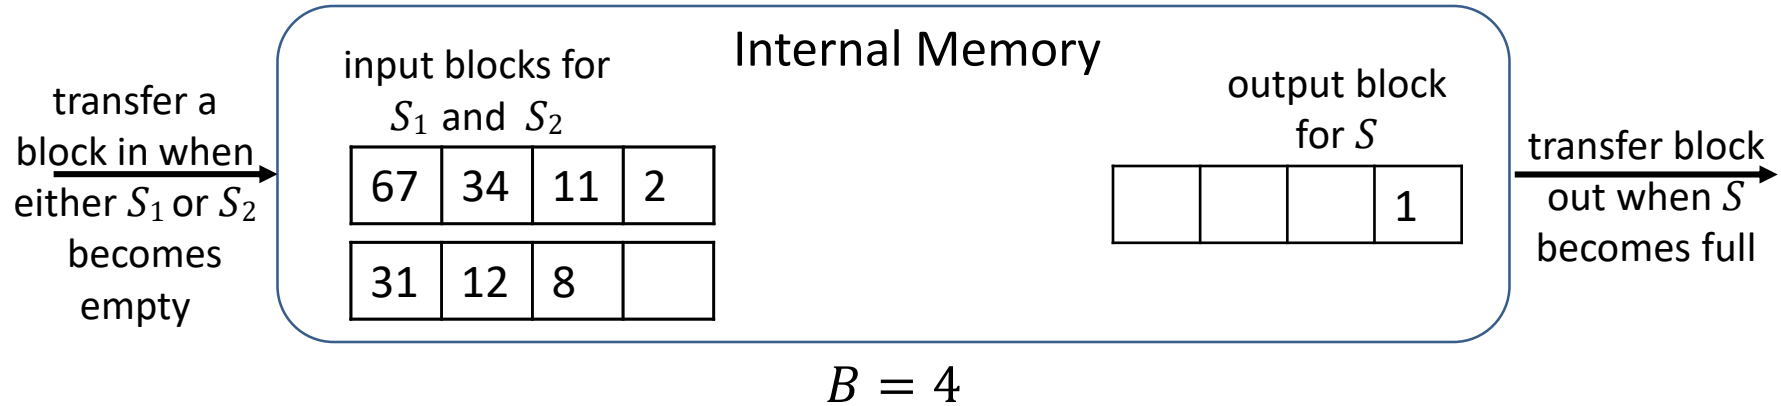 Internal Memory
transfer a
block in when
either S₁ or S₂
becomes
empty
input blocks for
S₁ and S₂
67 34 11 2
31 12 8
output block
for S
1
transfer block
out when S
becomes full
B = 4